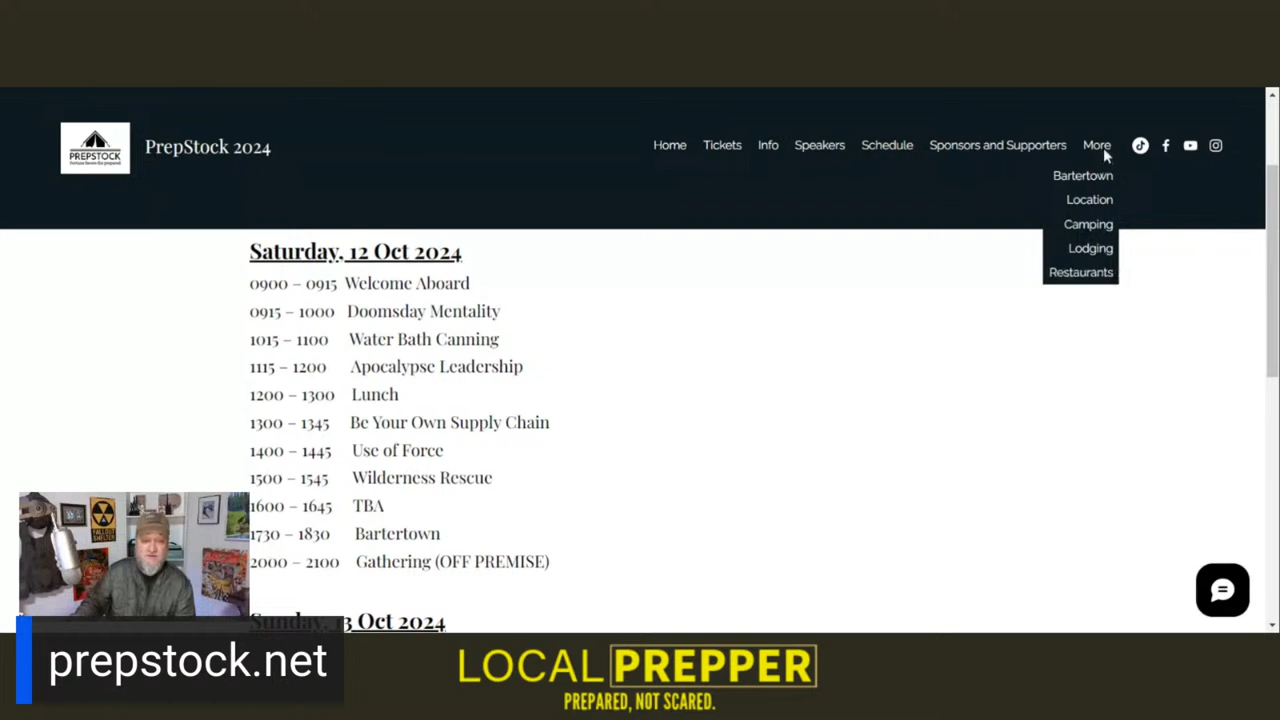 PREPSTOCK
PrepStock 2024
Home Tickets Info Speakers Schedule Sponsors and Supporters More
Bartertown
Location
Camping
Lodging
Restaurants
Saturday, 12 Oct 2024
0900 – 0915 Welcome Aboard
0915 – 1000 Doomsday Mentality
1015 – 1100 Water Bath Canning
1115 – 1200 Apocalypse Leadership
1200 – 1300 Lunch
1300 – 1345 Be Your Own Supply Chain
1400 – 1445 Use of Force
1500 – 1545 Wilderness Rescue
1600 – 1645 TBA
1730 – 1830 Bartertown
2000 – 2100 Gathering (OFF PREMISE)
Sunday, 13 Oct 2024
FALLOUT
SHELTER
prepstock.net
LOCAL PREPPER
PREPARED, NOT SCARED.